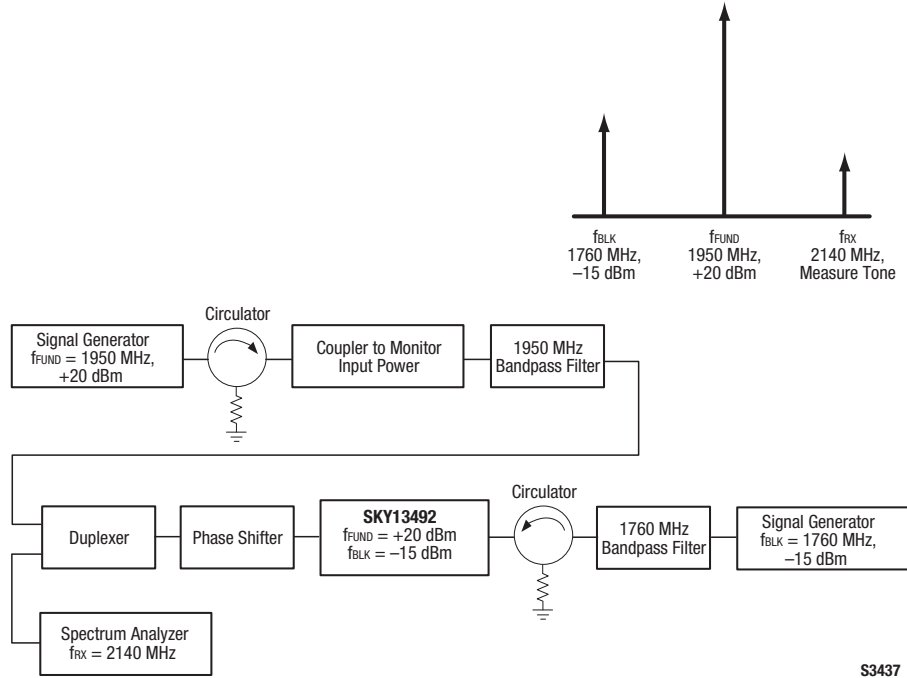 fBLK
1760 MHz,
–15 dBm
fFUND
1950 MHz,
+20 dBm
fRX
2140 MHz,
Measure Tone
Signal Generator
fFUND = 1950 MHz,
+20 dBm
Circulator
Coupler to Monitor
Input Power
1950 MHz
Bandpass Filter
Duplexer
Phase Shifter
SKY13492
fFUND = +20 dBm
fBLK = –15 dBm
Circulator
1760 MHz
Bandpass Filter
Signal Generator
fBLK = 1760 MHz,
–15 dBm
Spectrum Analyzer
fRX = 2140 MHz
S3437